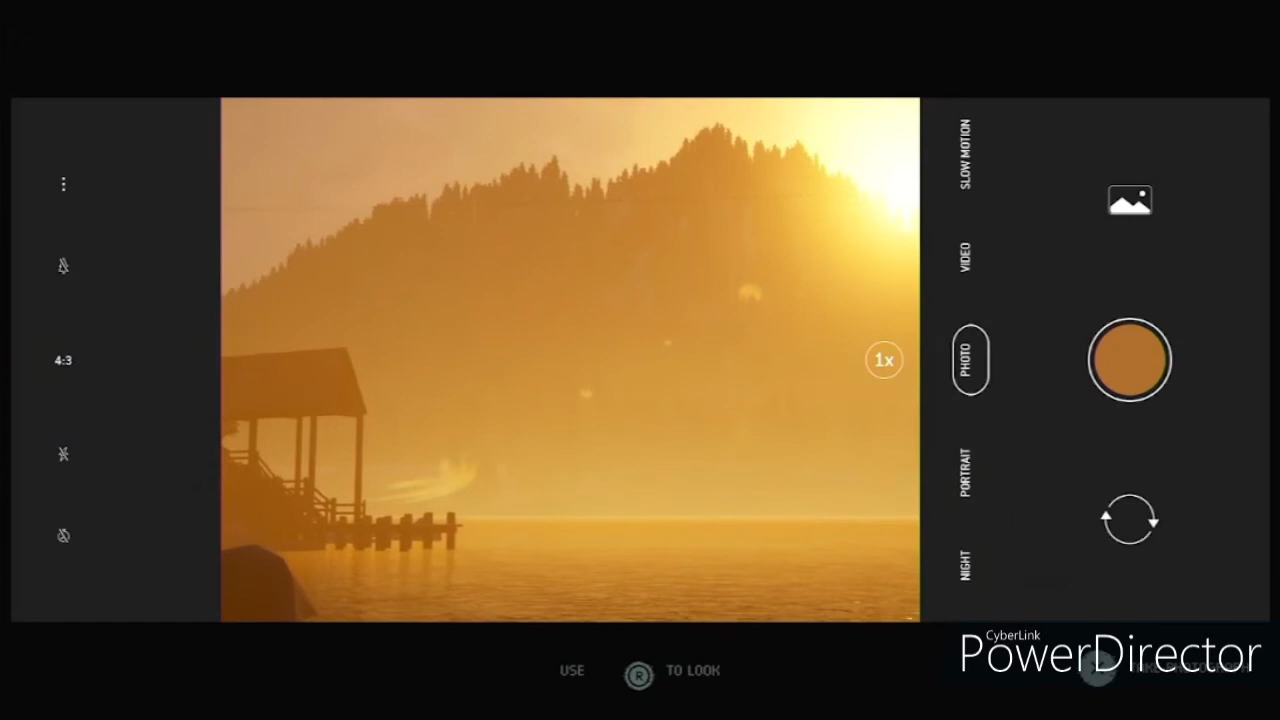 4:3
1x
SLOW MOTION
VIDEO
PHOTO
PORTRAIT
NIGHT
USE R TO LOOK
CyberLink
PowerDirector